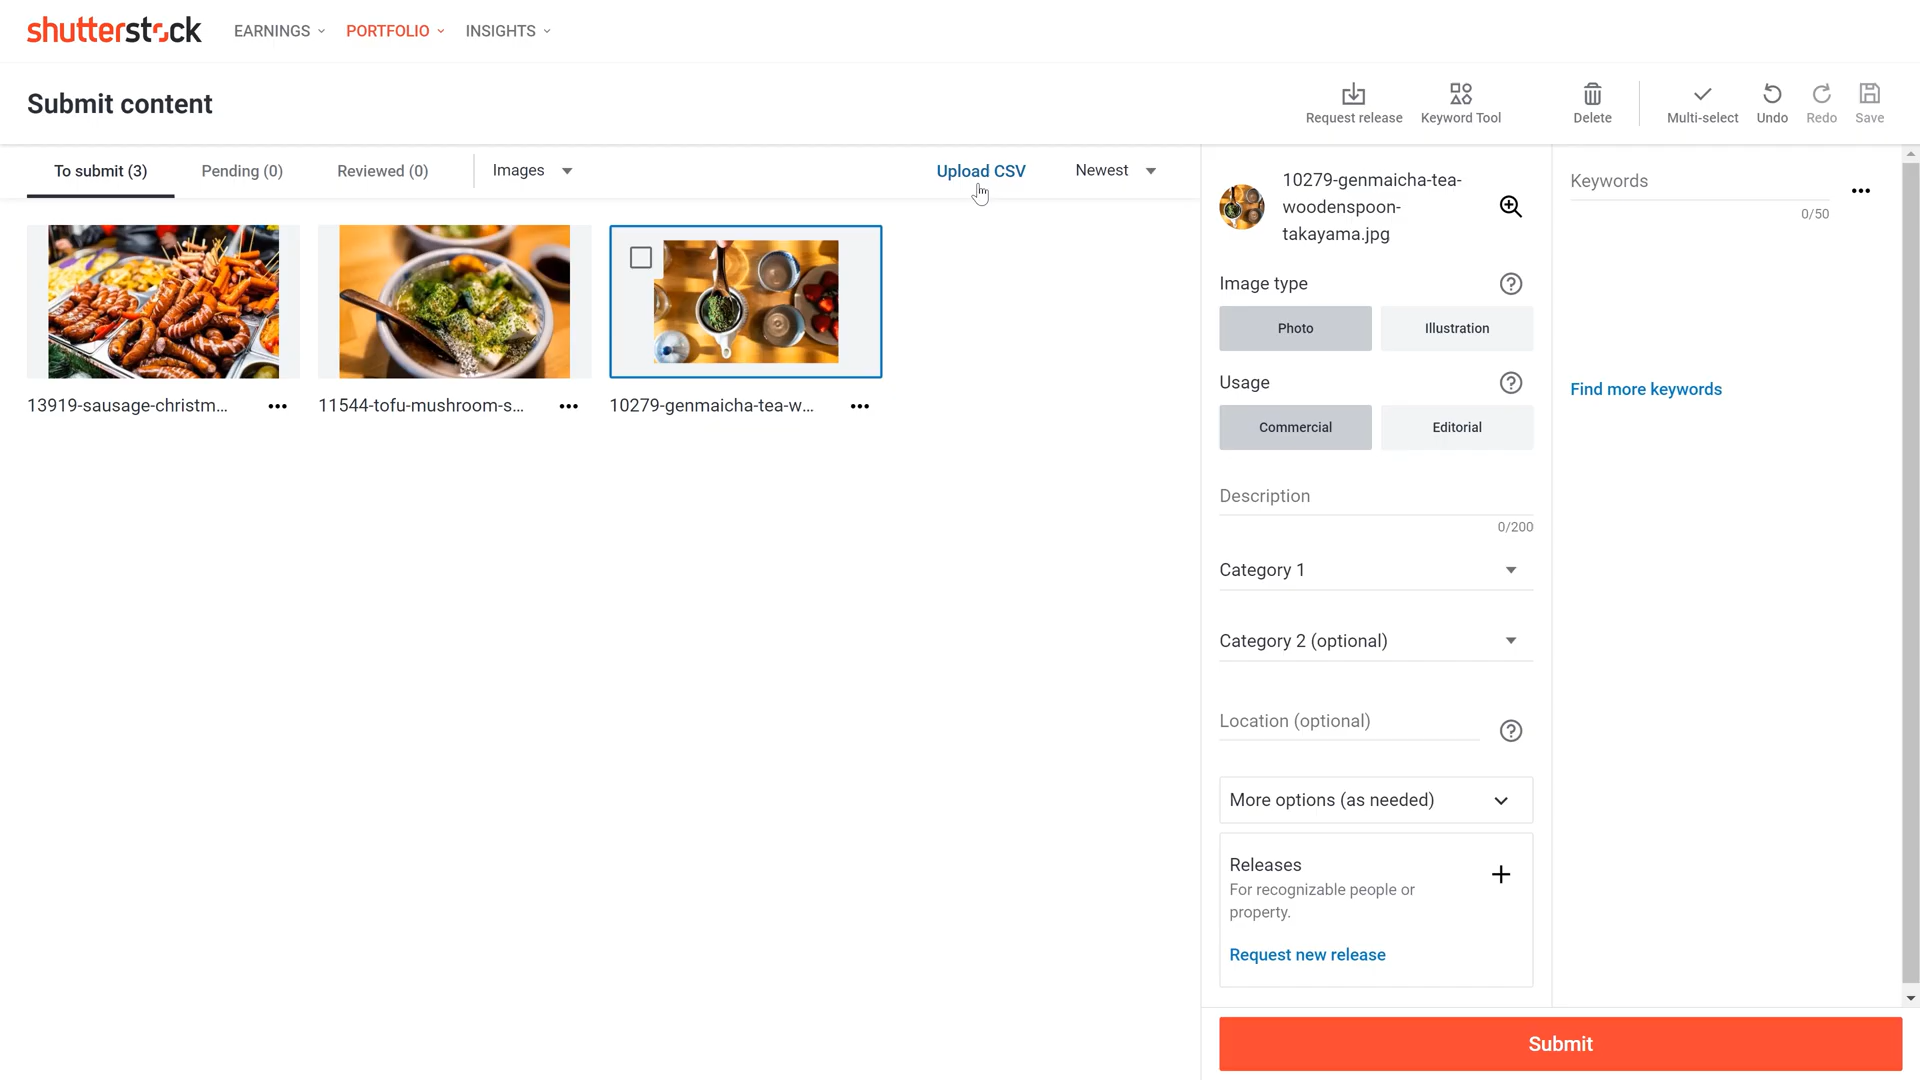 shutterstock
EARNINGS
PORTFOLIO
INSIGHTS
Submit content
Request release
Keyword Tool
Delete
Multi-select
Undo
Redo
Save
To submit (3)
Pending (0)
Reviewed (0)
Images
Upload CSV
Newest
13919-sausage-christm...
11544-tofu-mushroom-s...
10279-genmaicha-tea-w...
10279-genmaicha-tea-
woodenspoon-
takayama.jpg
Image type
Photo
Illustration
Usage
Commercial
Editorial
Description
0/200
Category 1
Category 2 (optional)
Location (optional)
More options (as needed)
Releases
For recognizable people or
property.
Request new release
Keywords
0/50
Find more keywords
Submit